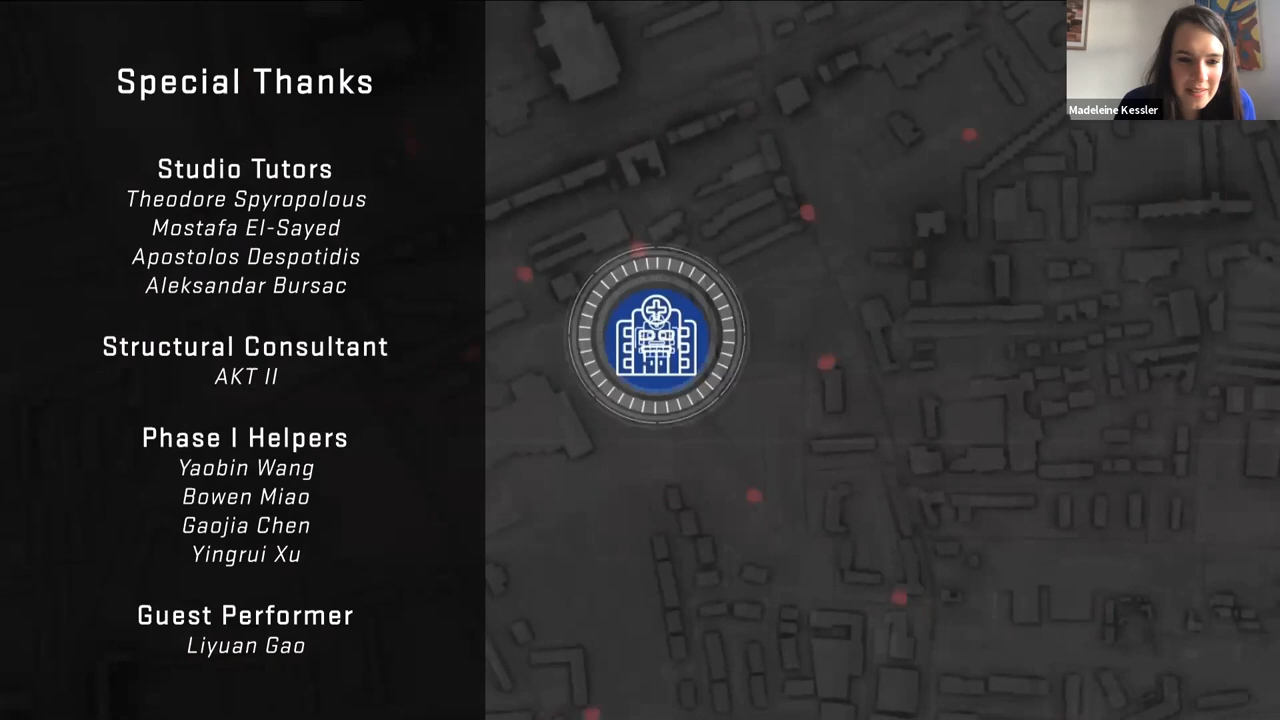 Special Thanks
Studio Tutors
Theodore Spyropolous
Mostafa El-Sayed
Apostolos Despotidis
Aleksandar Bursac
Structural Consultant
AKT II
Phase I Helpers
Yaobin Wang
Bowen Miao
Gaojia Chen
Yingrui Xu
Guest Performer
Liyuan Gao
Madeleine Kessler